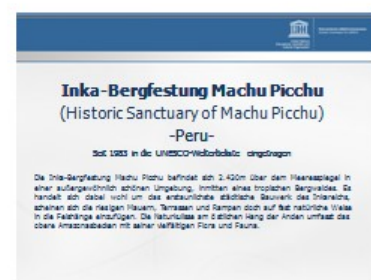 Inka-Bergfestung Machu Picchu
(Historic Sanctuary of Machu Picchu)
-Peru-
Seit 1983 in die UNESCO-Welterbeliste eingetragen
Die Inka-Bergfestung Machu Picchu befindet sich 2.430m über dem Meeresspiegel in
einer außergewöhnlich schönen Umgebung, inmitten eines tropischen Bergwaldes. Es
handelt sich dabei wohl um das erstaunlichste städtische Bauwerk des Inkareichs,
scheinen sich die riesigen Mauern, Terrassen und Rampen doch auf fast natürliche Weise
in die Felshänge einzufügen. Die Naturkulisse am östlichen Hang der Anden umfasst das
obere Amazonasbecken mit seiner vielfältigen Flora und Fauna.